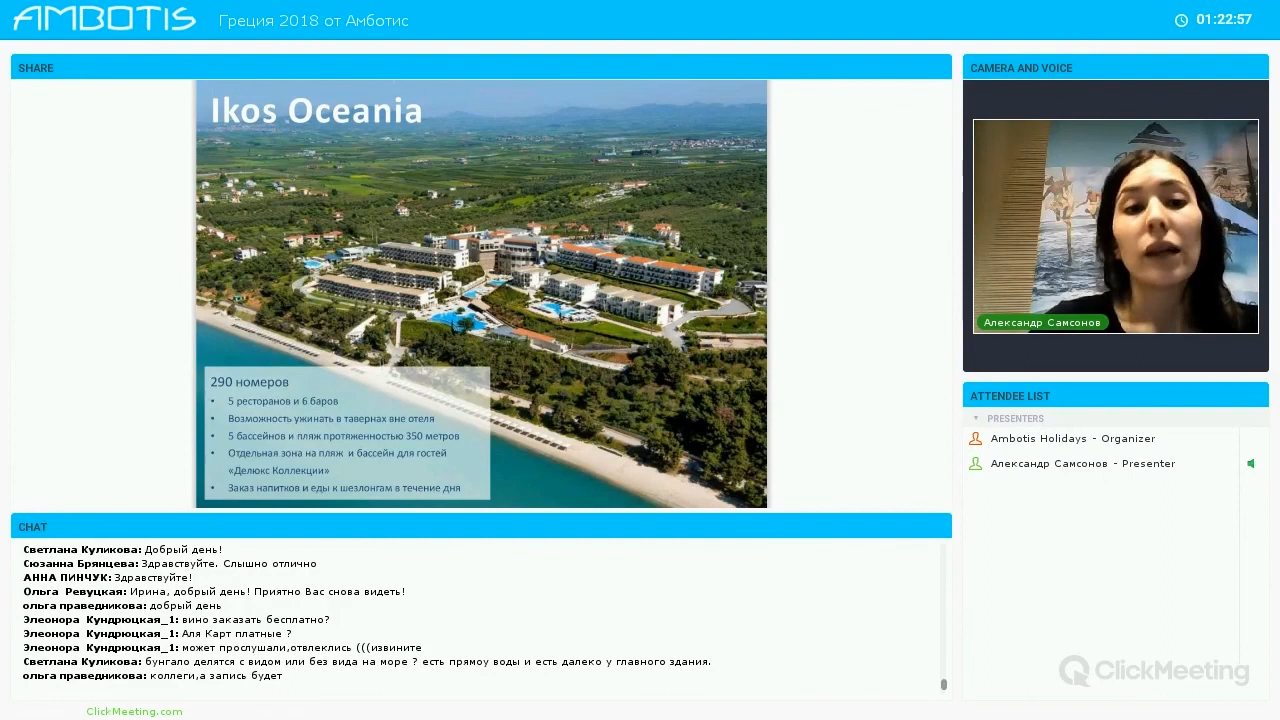 AMBOTIS
Греция 2018 от Амботис
01:22:57
SHARE
Ikos Oceania
290 номеров
• 5 ресторанов и 6 баров
• Возможность ужинать в тавернах вне отеля
• 5 бассейнов и пляж протяженностью 350 метров
• Отдельная зона на пляж и бассейн для гостей
«Делюкс Коллекции»
• Заказ напитков и еды к шезлонгам в течение дня
CAMERA AND VOICE
Александр Самсонов
ATTENDEE LIST
PRESENTERS
Ambotis Holidays - Organizer
Александр Самсонов - Presenter
CHAT
Светлана Куликова: Добрый день!
Сюзанна Брянцева: Здравствуйте. Слышно отлично
АННА ПИНЧУК: Здравствуйте!
Ольга Ревуцкая: Ирина, добрый день! Приятно Вас снова видеть!
ольга праведникова: добрый день
Элеонора Кундрюцкая_1: вино заказать бесплатно?
Элеонора Кундрюцкая_1: Аля Карт платные ?
Элеонора Кундрюцкая_1: может прослушали,отвлеклись (((извините
Светлана Куликова: бунгало делятся с видом или без вида на море ? есть прямоу воды и есть далеко у главного здания.
ольга праведникова: коллеги,а запись будет
ClickMeeting
ClickMeeting.com